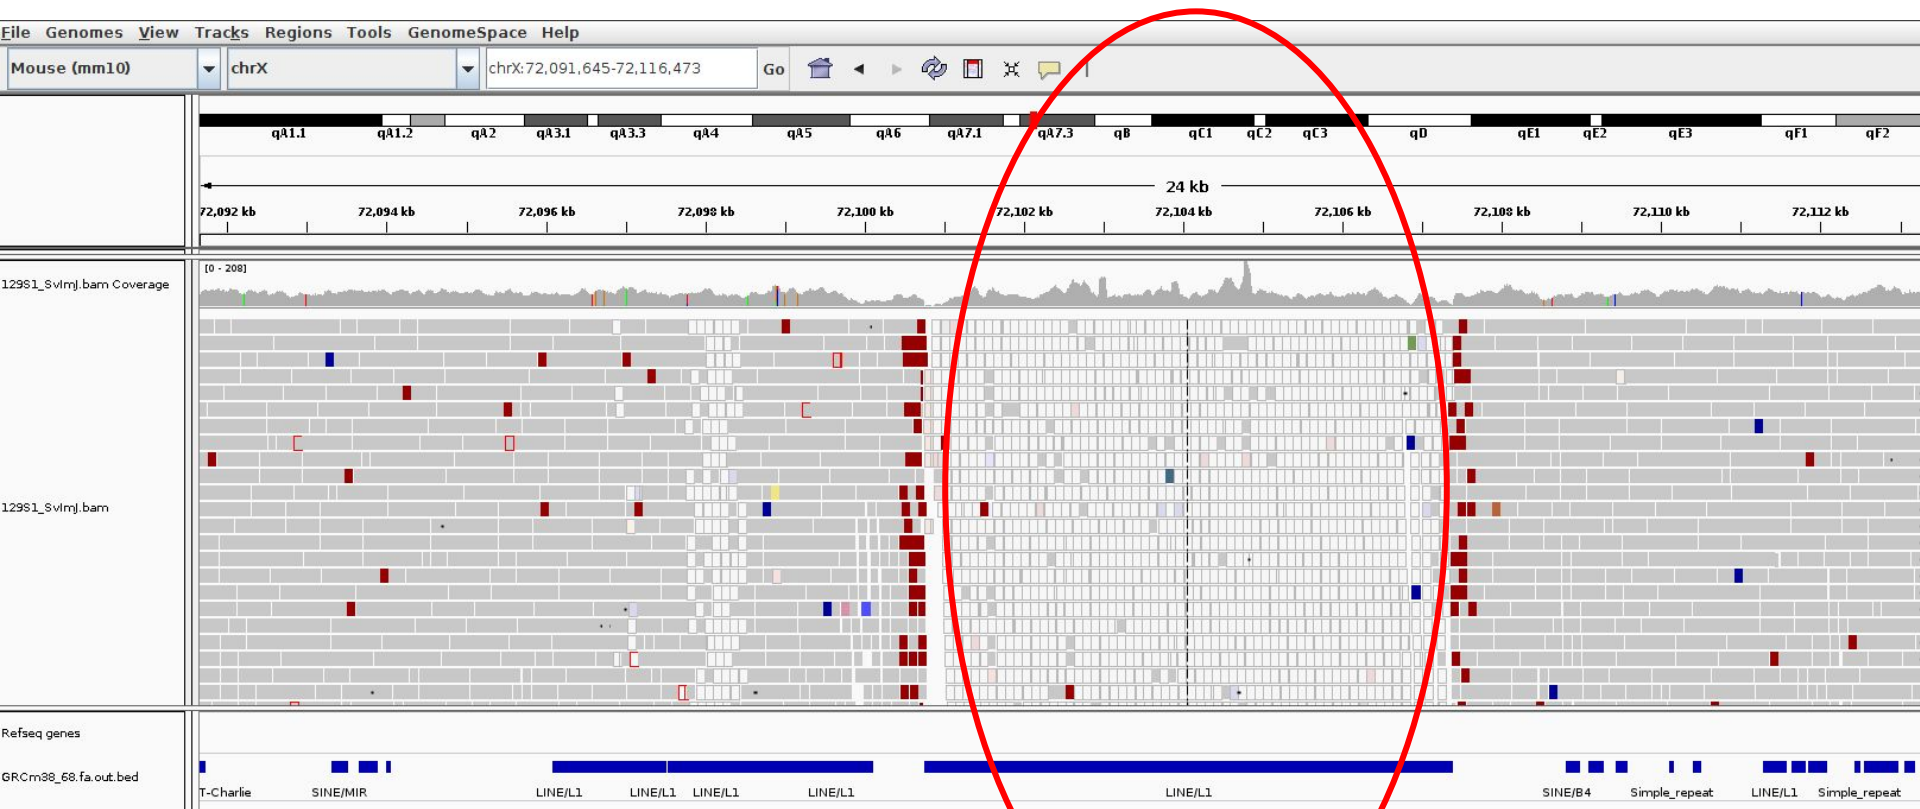 File Genomes View Tracks Regions Tools GenomeSpace Help
Mouse (mm10) chrX chrX:72,091,645-72,116,473 Go
qA1.1 qA1.2 qA2 qA3.1 qA3.3 qA4 qA5 qA6 qA7.1 qA7.3 qB qC1 qC2 qC3 qD qE1 qE2 qE3 qF1 qF2
24 kb
72,092 kb 72,094 kb 72,096 kb 72,098 kb 72,100 kb 72,102 kb 72,104 kb 72,106 kb 72,108 kb 72,110 kb 72,112 kb
[0 - 208]
129S1_SvImJ.bam Coverage
129S1_SvImJ.bam
Refseq genes
GRCm38_68.fa.out.bed
T-Charlie SINE/MIR LINE/L1 LINE/L1 LINE/L1 LINE/L1 LINE/L1 SINE/B4 Simple_repeat LINE/L1 Simple_repeat